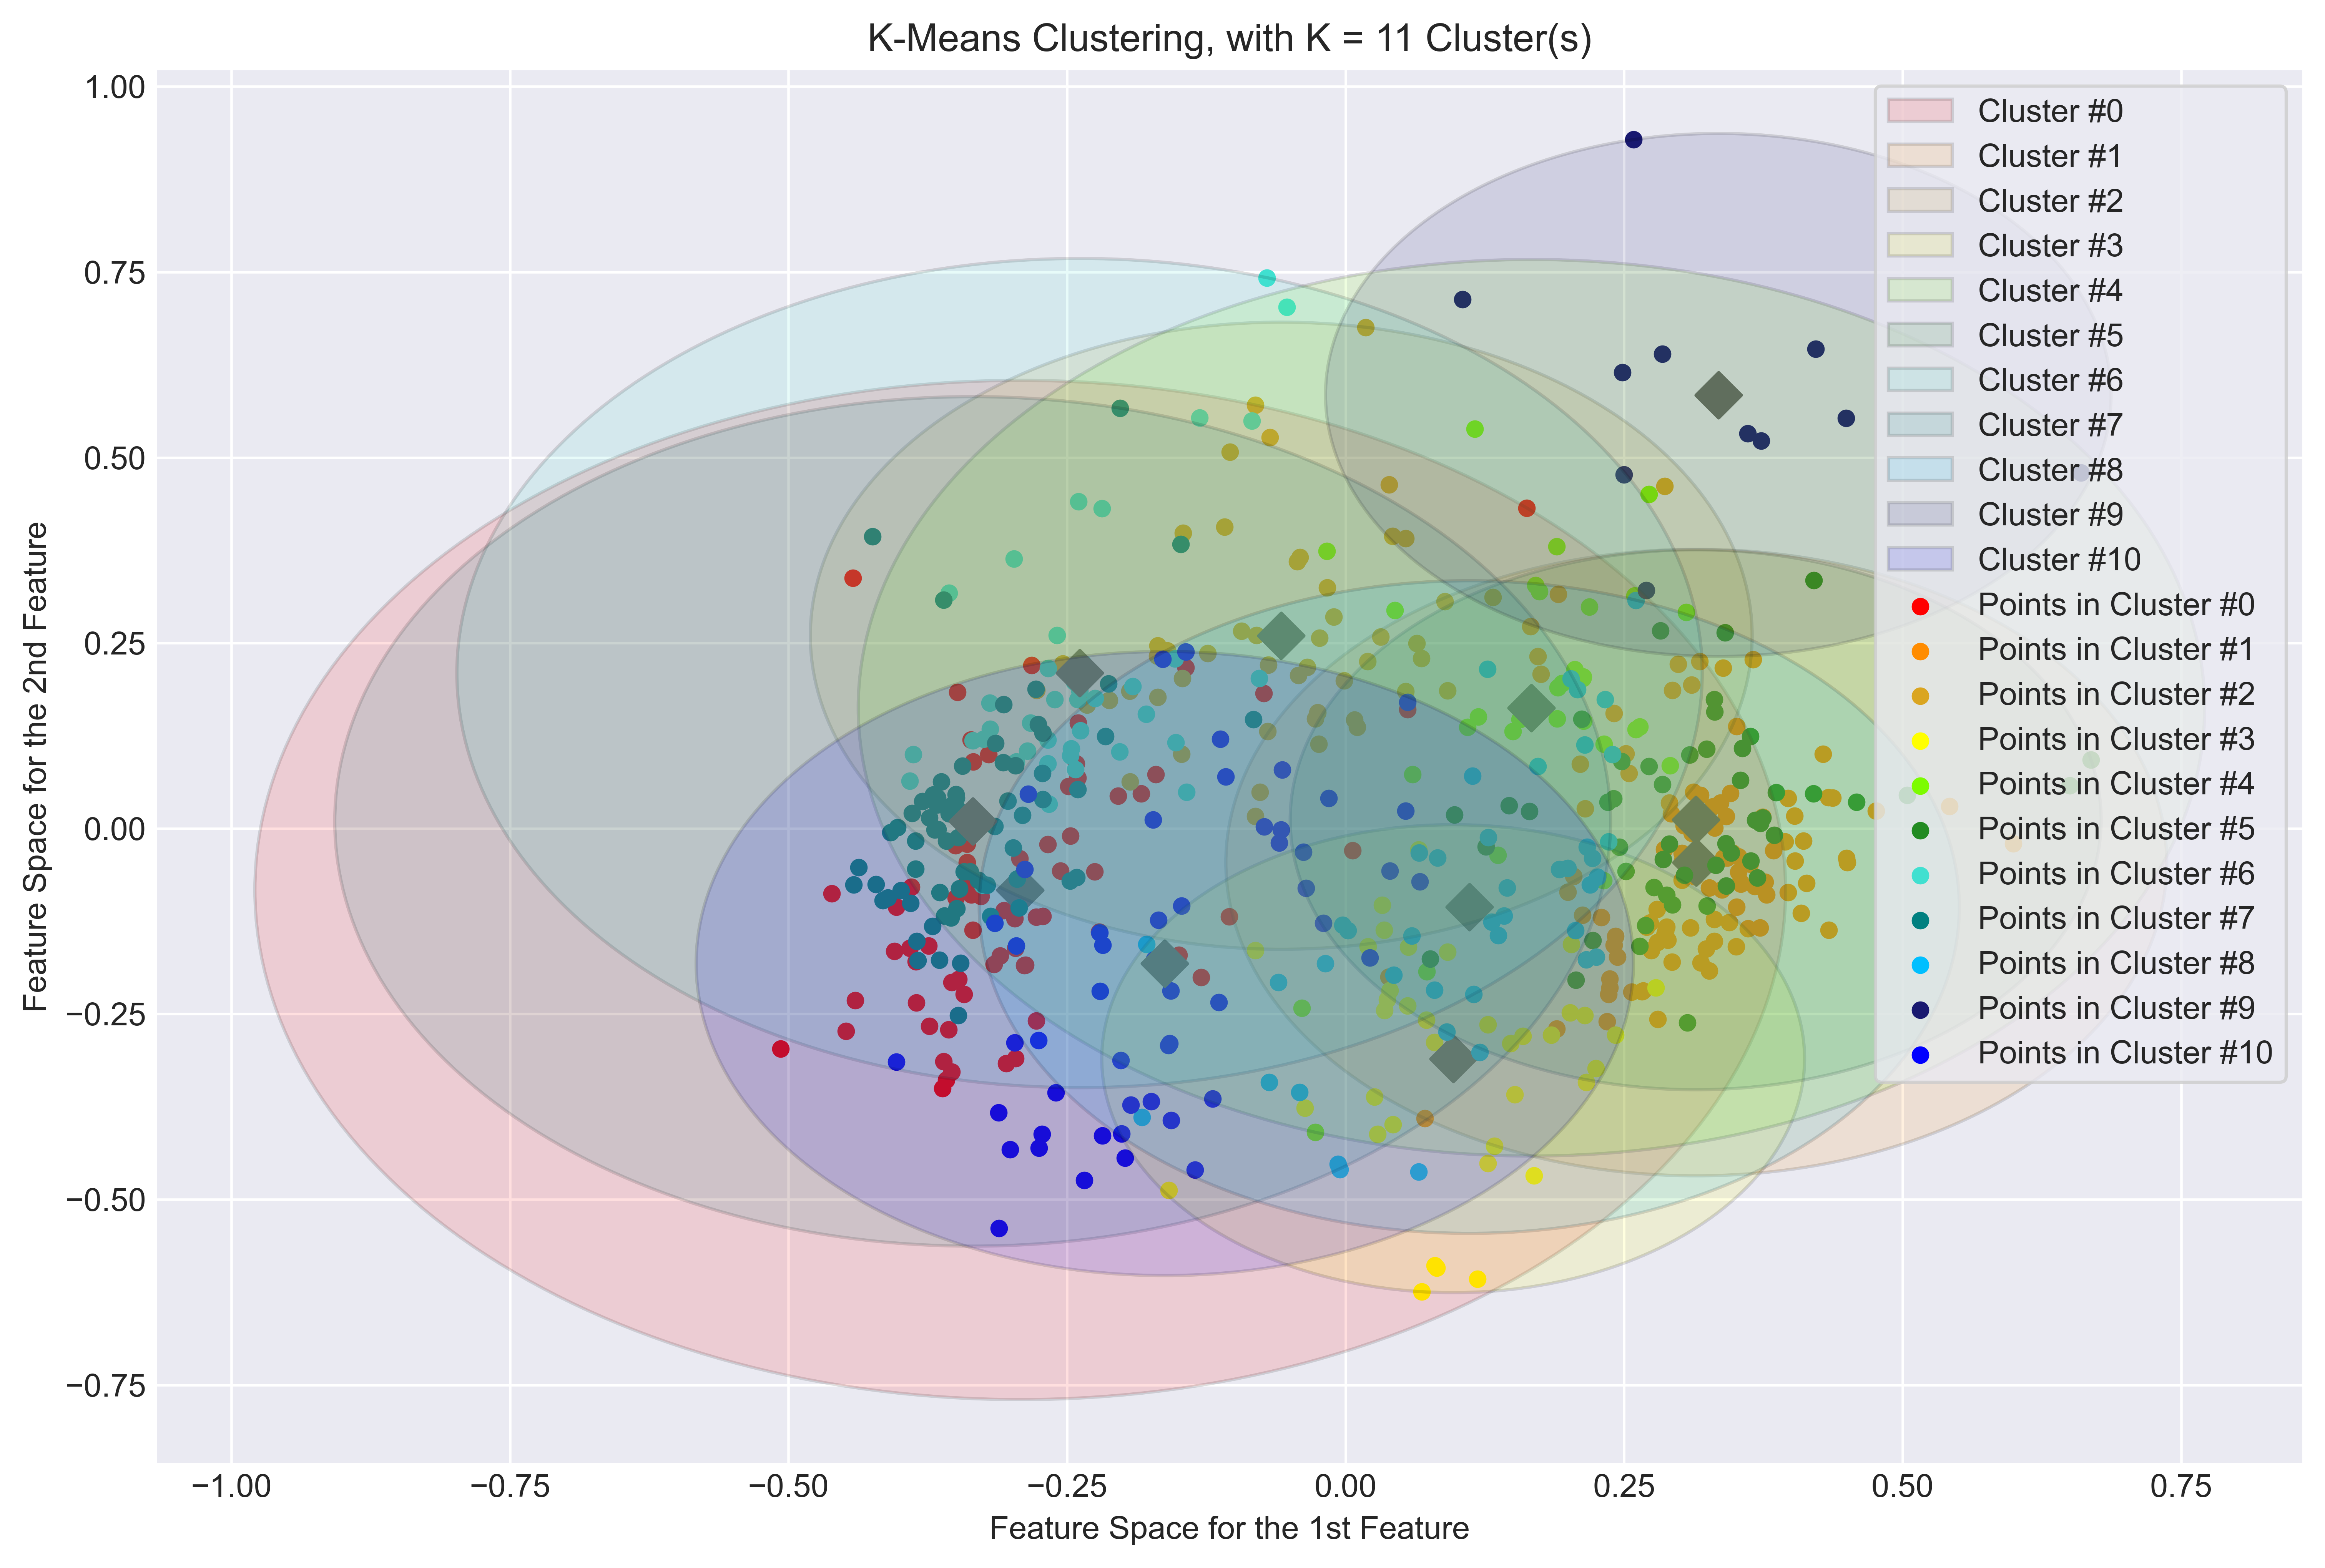 K-Means Clustering, with K = 11 Cluster(s)
1.00
0.75
0.50
0.25
0.00
−0.25
−0.50
−0.75
Feature Space for the 2nd Feature
−1.00
−0.75
−0.50
−0.25
0.00
0.25
0.50
0.75
Feature Space for the 1st Feature
Cluster #0
Cluster #1
Cluster #2
Cluster #3
Cluster #4
Cluster #5
Cluster #6
Cluster #7
Cluster #8
Cluster #9
Cluster #10
Points in Cluster #0
Points in Cluster #1
Points in Cluster #2
Points in Cluster #3
Points in Cluster #4
Points in Cluster #5
Points in Cluster #6
Points in Cluster #7
Points in Cluster #8
Points in Cluster #9
Points in Cluster #10